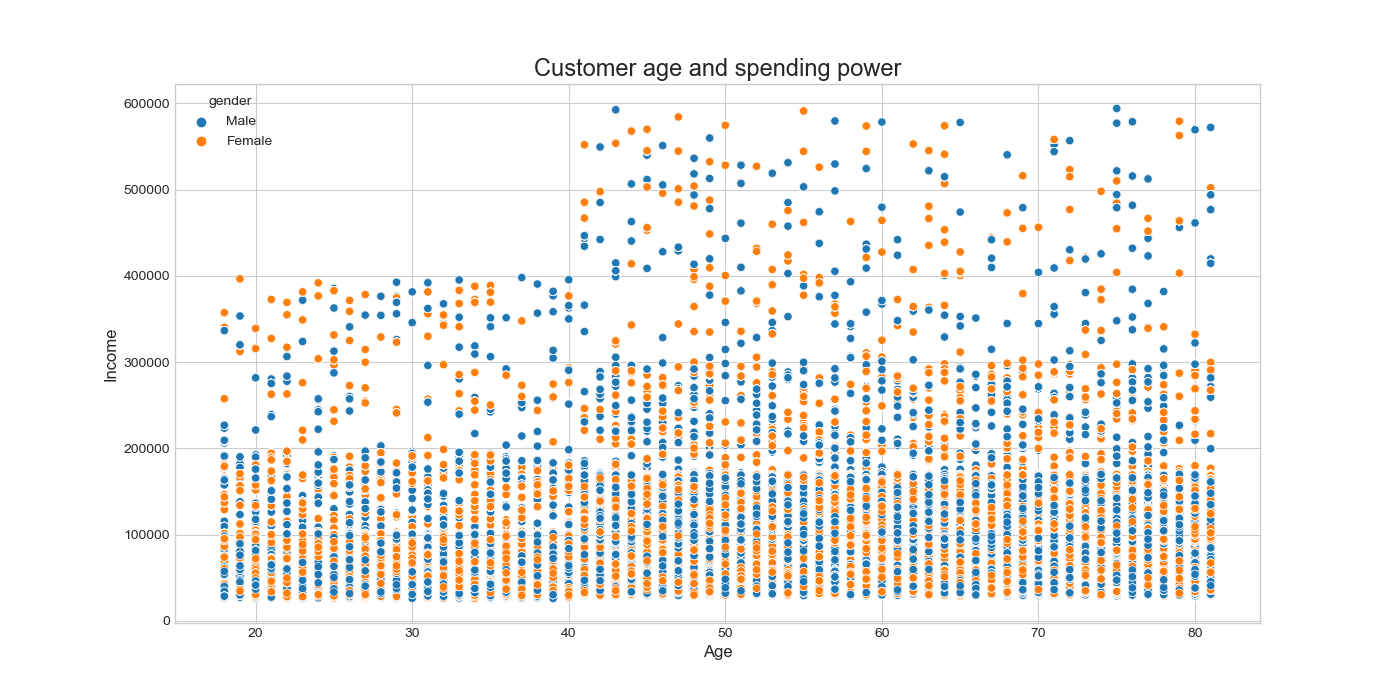 Customer age and spending power
gender
Male
Female
600000
500000
400000
300000
200000
100000
0
Income
20 30 40 50 60 70 80
Age